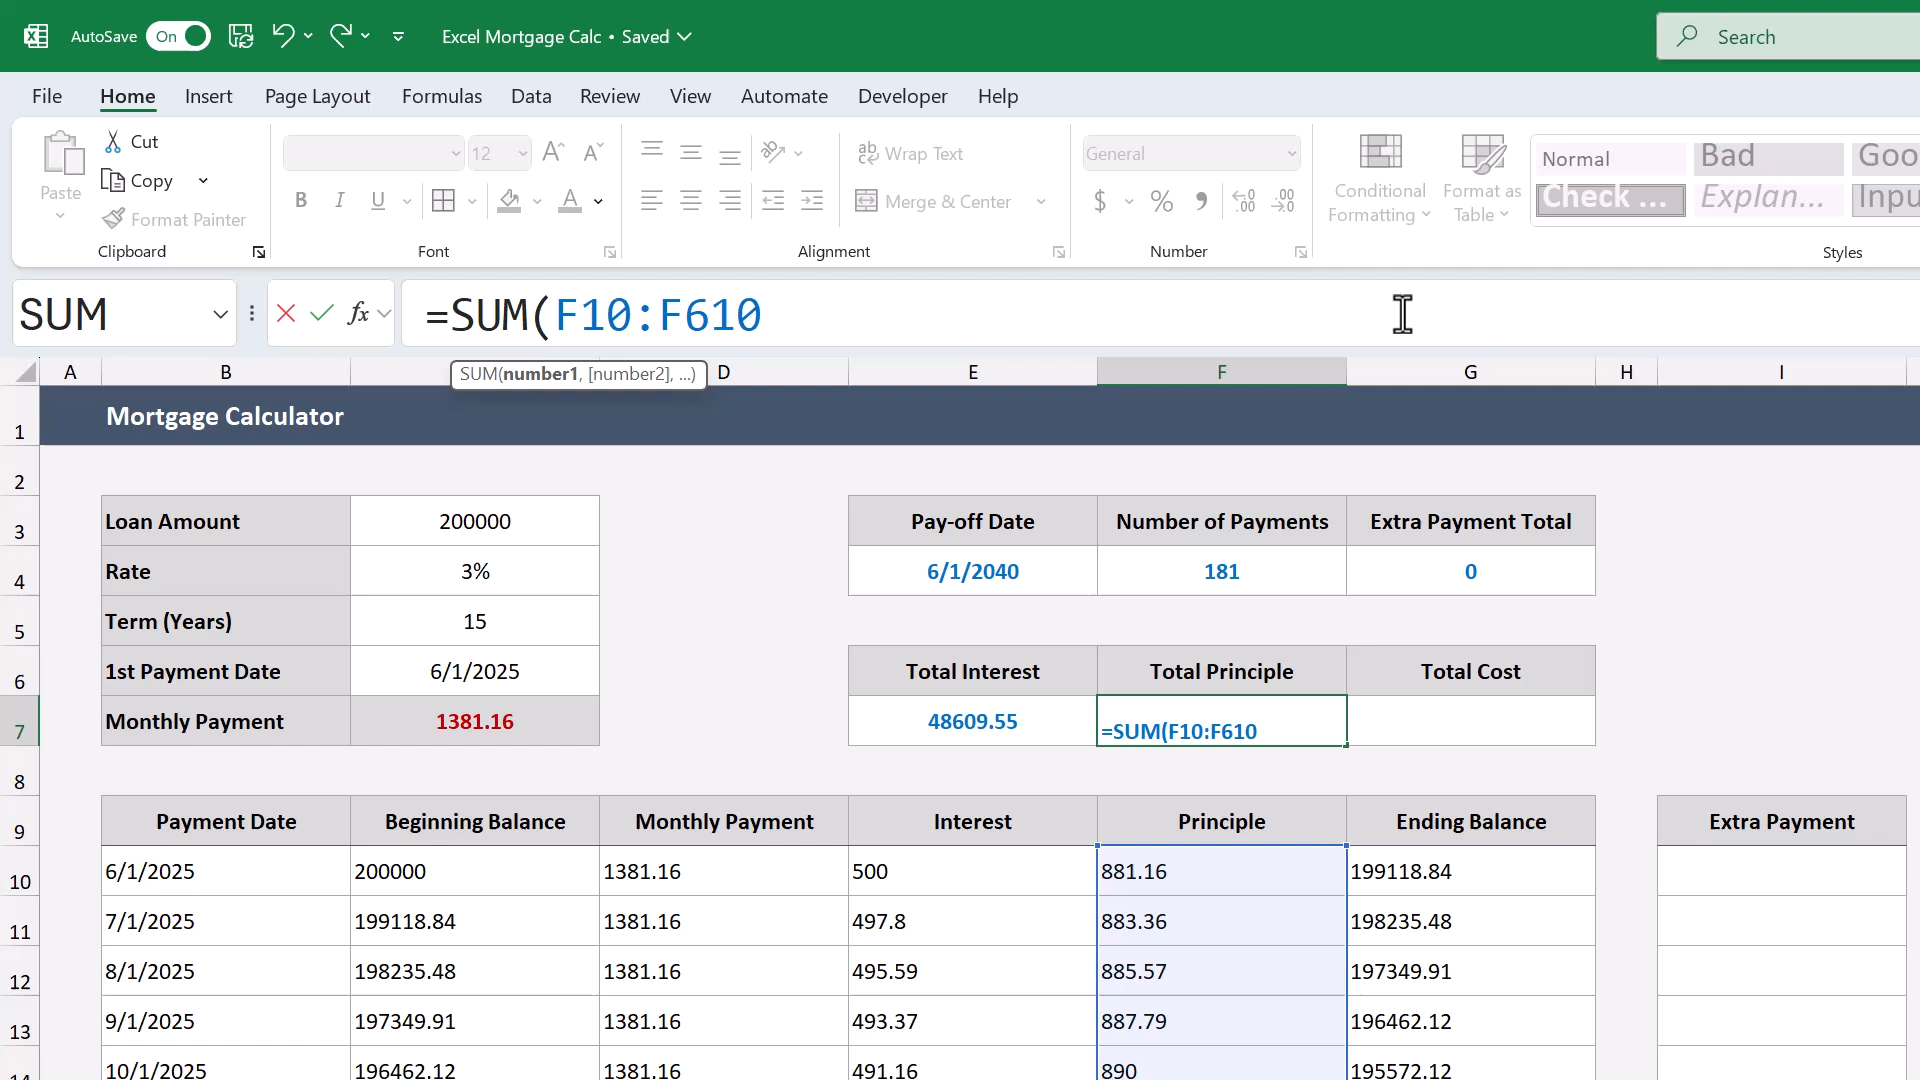 AutoSave On Excel Mortgage Calc • Saved Search
File Home Insert Page Layout Formulas Data Review View Automate Developer Help
Paste Cut Copy Format Painter
Clipboard
12
A A
B I U A
Font
Wrap Text
Merge & Center
Alignment
General
$ % 9 .00 .00
Number
Conditional Formatting
Format as Table
Normal Bad Goo
Check ... Explan... Inpu
Styles
SUM fx =SUM(F10:F610
SUM(number1, [number2], ...)
A B D E F G H I
1 Mortgage Calculator
2
3 Loan Amount 200000 Pay-off Date Number of Payments Extra Payment Total
4 Rate 3% 6/1/2040 181 0
5 Term (Years) 15
6 1st Payment Date 6/1/2025 Total Interest Total Principle Total Cost
7 Monthly Payment 1381.16 48609.55 =SUM(F10:F610
8
9 Payment Date Beginning Balance Monthly Payment Interest Principle Ending Balance Extra Payment
10 6/1/2025 200000 1381.16 500 881.16 199118.84
11 7/1/2025 199118.84 1381.16 497.8 883.36 198235.48
12 8/1/2025 198235.48 1381.16 495.59 885.57 197349.91
13 9/1/2025 197349.91 1381.16 493.37 887.79 196462.12
14 10/1/2025 196462.12 1381.16 491.16 890 195572.12